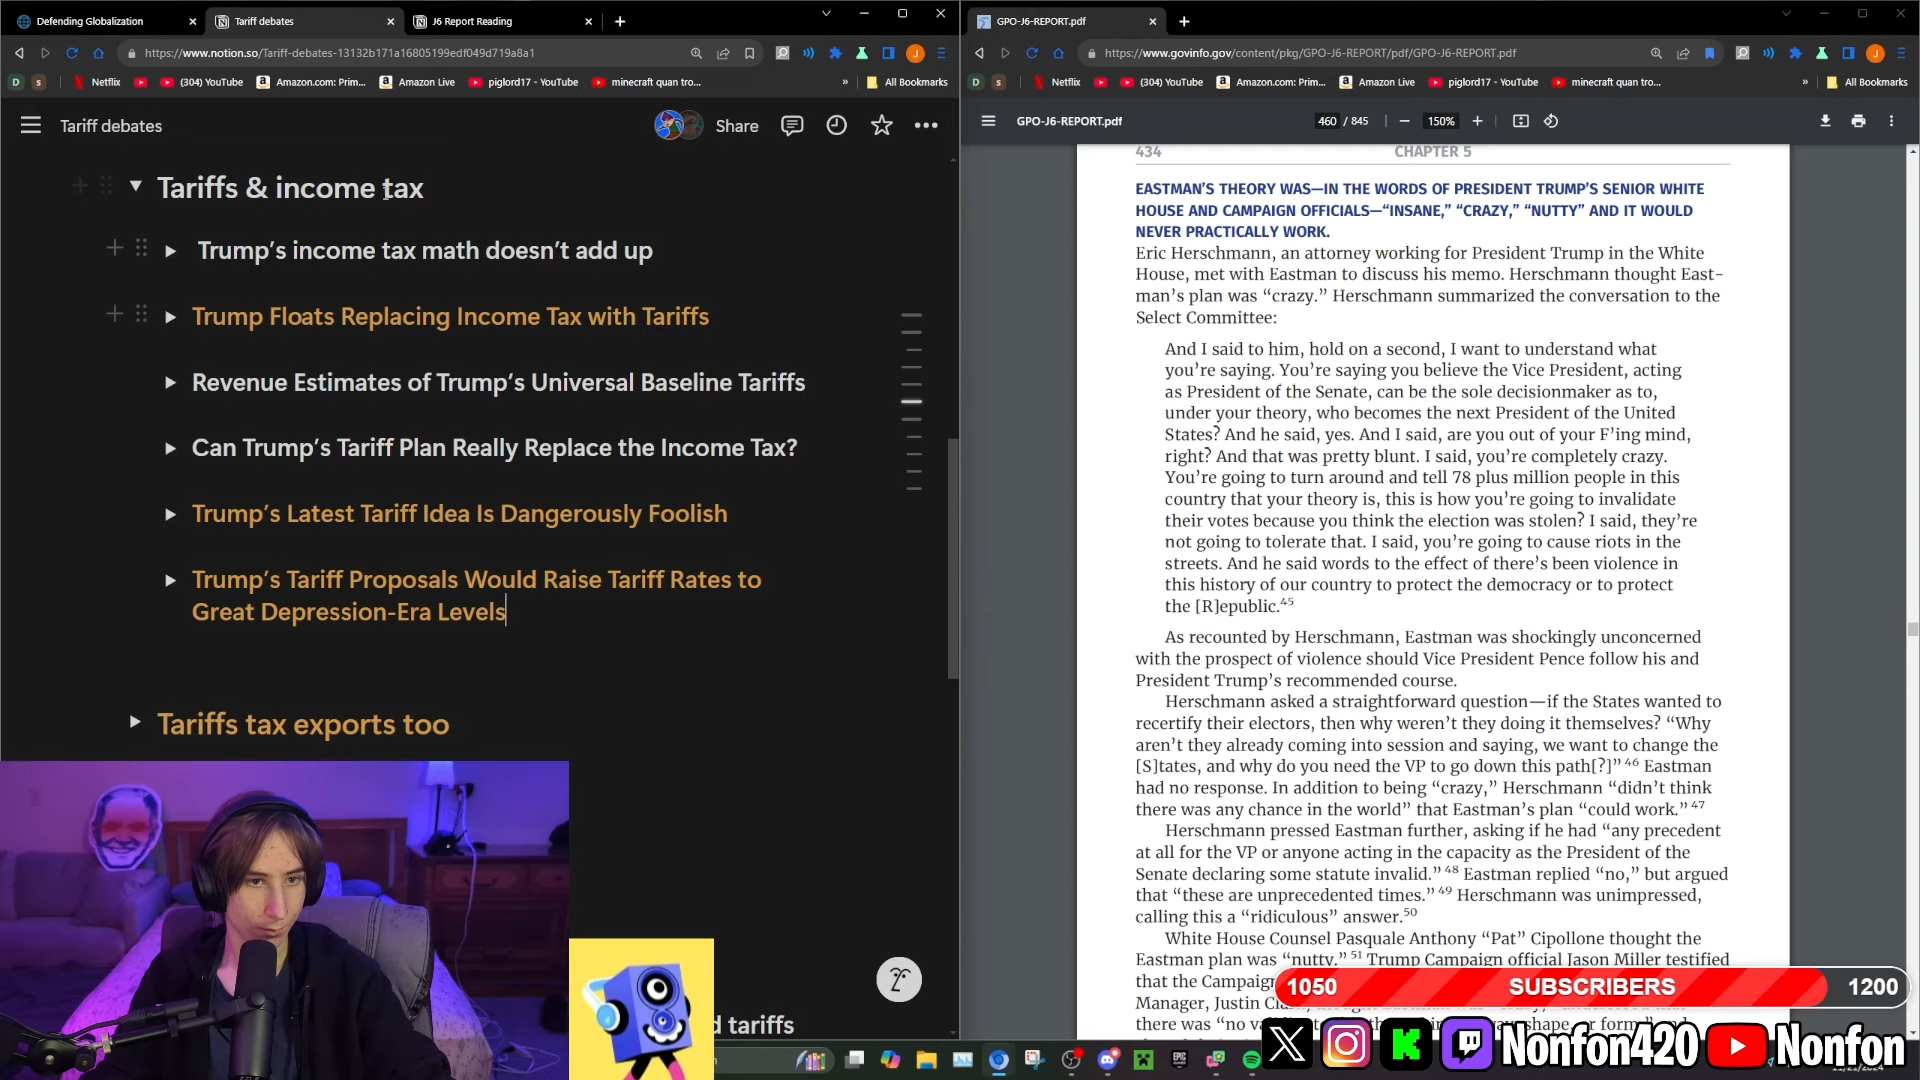 Defending Globalization
Tariff debates
J6 Report Reading
https://www.notion.so/Tariff-debates-13132b171a16805199edf049d719a8a1
D
s
Netflix
(304) YouTube
Amazon.com: Prim...
Amazon Live
piglord17 - YouTube
minecraft quan tro...
»
All Bookmarks
Tariff debates
Share
Tariffs & income tax
Trump's income tax math doesn't add up
Trump Floats Replacing Income Tax with Tariffs
Revenue Estimates of Trump's Universal Baseline Tariffs
Can Trump's Tariff Plan Really Replace the Income Tax?
Trump's Latest Tariff Idea Is Dangerously Foolish
Trump's Tariff Proposals Would Raise Tariff Rates to
Great Depression-Era Levels
Tariffs tax exports too
d tariffs
GPO-J6-REPORT.pdf
https://www.govinfo.gov/content/pkg/GPO-J6-REPORT/pdf/GPO-J6-REPORT.pdf
D
s
Netflix
(304) YouTube
Amazon.com: Prim...
Amazon Live
piglord17 - YouTube
minecraft quan tro...
»
All Bookmarks
GPO-J6-REPORT.pdf
460 / 845
150%
434
CHAPTER 5
EASTMAN'S THEORY WAS—IN THE WORDS OF PRESIDENT TRUMP'S SENIOR WHITE
HOUSE AND CAMPAIGN OFFICIALS—"INSANE," "CRAZY," "NUTTY" AND IT WOULD
NEVER PRACTICALLY WORK.
Eric Herschmann, an attorney working for President Trump in the White
House, met with Eastman to discuss his memo. Herschmann thought East-
man's plan was "crazy." Herschmann summarized the conversation to the
Select Committee:
And I said to him, hold on a second, I want to understand what
you're saying. You're saying you believe the Vice President, acting
as President of the Senate, can be the sole decisionmaker as to,
under your theory, who becomes the next President of the United
States? And he said, yes. And I said, are you out of your F'ing mind,
right? And that was pretty blunt. I said, you're completely crazy.
You're going to turn around and tell 78 plus million people in this
country that your theory is, this is how you're going to invalidate
their votes because you think the election was stolen? I said, they're
not going to tolerate that. I said, you're going to cause riots in the
streets. And he said words to the effect of there's been violence in
this history of our country to protect the democracy or to protect
the [R]epublic.45
As recounted by Herschmann, Eastman was shockingly unconcerned
with the prospect of violence should Vice President Pence follow his and
President Trump's recommended course.
Herschmann asked a straightforward question—if the States wanted to
recertify their electors, then why weren't they doing it themselves? "Why
aren't they already coming into session and saying, we want to change the
[S]tates, and why do you need the VP to go down this path[?]" 46 Eastman
had no response. In addition to being "crazy," Herschmann "didn't think
there was any chance in the world" that Eastman's plan "could work." 47
Herschmann pressed Eastman further, asking if he had "any precedent
at all for the VP or anyone acting in the capacity as the President of the
Senate declaring some statute invalid." 48 Eastman replied "no," but argued
that "these are unprecedented times." 49 Herschmann was unimpressed,
calling this a "ridiculous" answer.50
White House Counsel Pasquale Anthony "Pat" Cipollone thought the
Eastman plan was "nutty." 51 Trump Campaign official Jason Miller testified
that the Campaign
Manager, Justin
there was "no
1050
SUBSCRIBERS
1200
Nonfon420
Nonfon